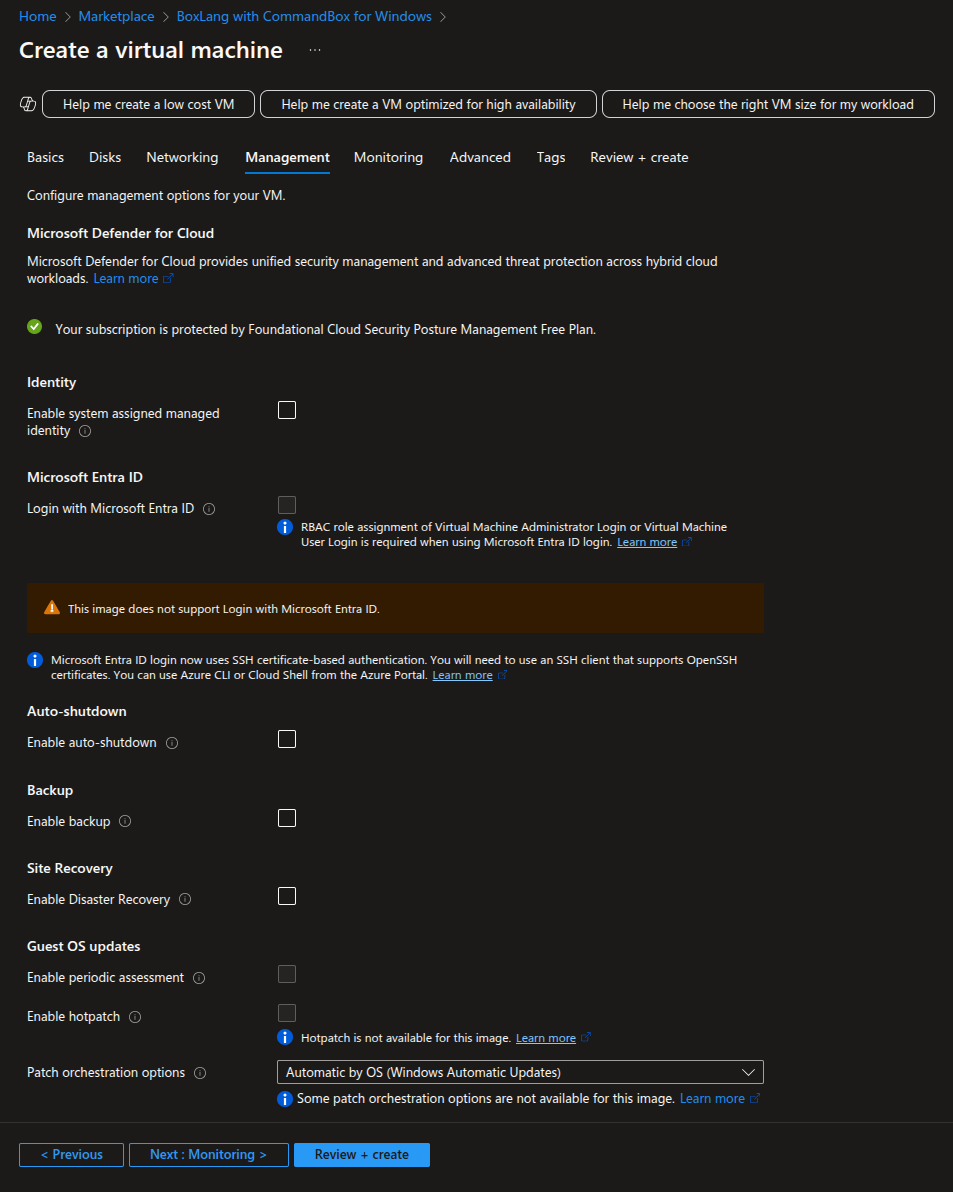 Home > Marketplace > BoxLang with CommandBox for Windows >
Create a virtual machine ...
Help me create a low cost VM
Help me create a VM optimized for high availability
Help me choose the right VM size for my workload
Basics
Disks
Networking
Management
Monitoring
Advanced
Tags
Review + create
Configure management options for your VM.
Microsoft Defender for Cloud
Microsoft Defender for Cloud provides unified security management and advanced threat protection across hybrid cloud
workloads. Learn more
Your subscription is protected by Foundational Cloud Security Posture Management Free Plan.
Identity
Enable system assigned managed
identity
Microsoft Entra ID
Login with Microsoft Entra ID
RBAC role assignment of Virtual Machine Administrator Login or Virtual Machine
User Login is required when using Microsoft Entra ID login. Learn more
This image does not support Login with Microsoft Entra ID.
Microsoft Entra ID login now uses SSH certificate-based authentication. You will need to use an SSH client that supports OpenSSH
certificates. You can use Azure CLI or Cloud Shell from the Azure Portal. Learn more
Auto-shutdown
Enable auto-shutdown
Backup
Enable backup
Site Recovery
Enable Disaster Recovery
Guest OS updates
Enable periodic assessment
Enable hotpatch
Hotpatch is not available for this image. Learn more
Patch orchestration options
Automatic by OS (Windows Automatic Updates)
Some patch orchestration options are not available for this image. Learn more
< Previous
Next : Monitoring >
Review + create